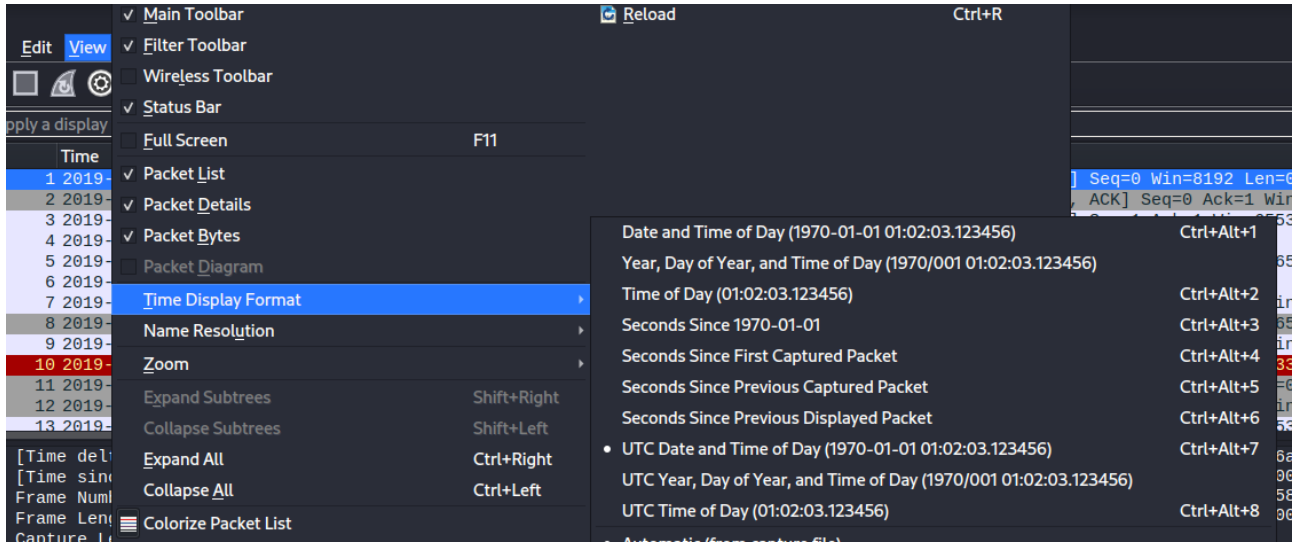 Main Toolbar
Reload Ctrl+R
Edit View Filter Toolbar
Wireless Toolbar
Status Bar
pply a display
Full Screen F11
Time
Packet List
1 2019- ] Seq=0 Win=8192 Len=0
2 2019- , ACK] Seq=0 Ack=1 Win
Packet Details
3 2019-
4 2019- Packet Bytes
5 2019-
Packet Diagram
6 2019-
7 2019- Time Display Format
8 2019-
Name Resolution
9 2019-
10 2019- Zoom
11 2019-
Expand Subtrees Shift+Right
12 2019-
13 2019- Collapse Subtrees Shift+Left
[Time del
Expand All Ctrl+Right
[Time sinc
Frame Numb
Collapse All Ctrl+Left
Frame Leng
Colorize Packet List
Date and Time of Day (1970-01-01 01:02:03.123456) Ctrl+Alt+1
Year, Day of Year, and Time of Day (1970/001 01:02:03.123456)
Time of Day (01:02:03.123456) Ctrl+Alt+2
Seconds Since 1970-01-01 Ctrl+Alt+3
Seconds Since First Captured Packet Ctrl+Alt+4
Seconds Since Previous Captured Packet Ctrl+Alt+5
Seconds Since Previous Displayed Packet Ctrl+Alt+6
UTC Date and Time of Day (1970-01-01 01:02:03.123456) Ctrl+Alt+7
UTC Year, Day of Year, and Time of Day (1970/001 01:02:03.123456)
UTC Time of Day (01:02:03.123456) Ctrl+Alt+8
Automatic (from capture file)